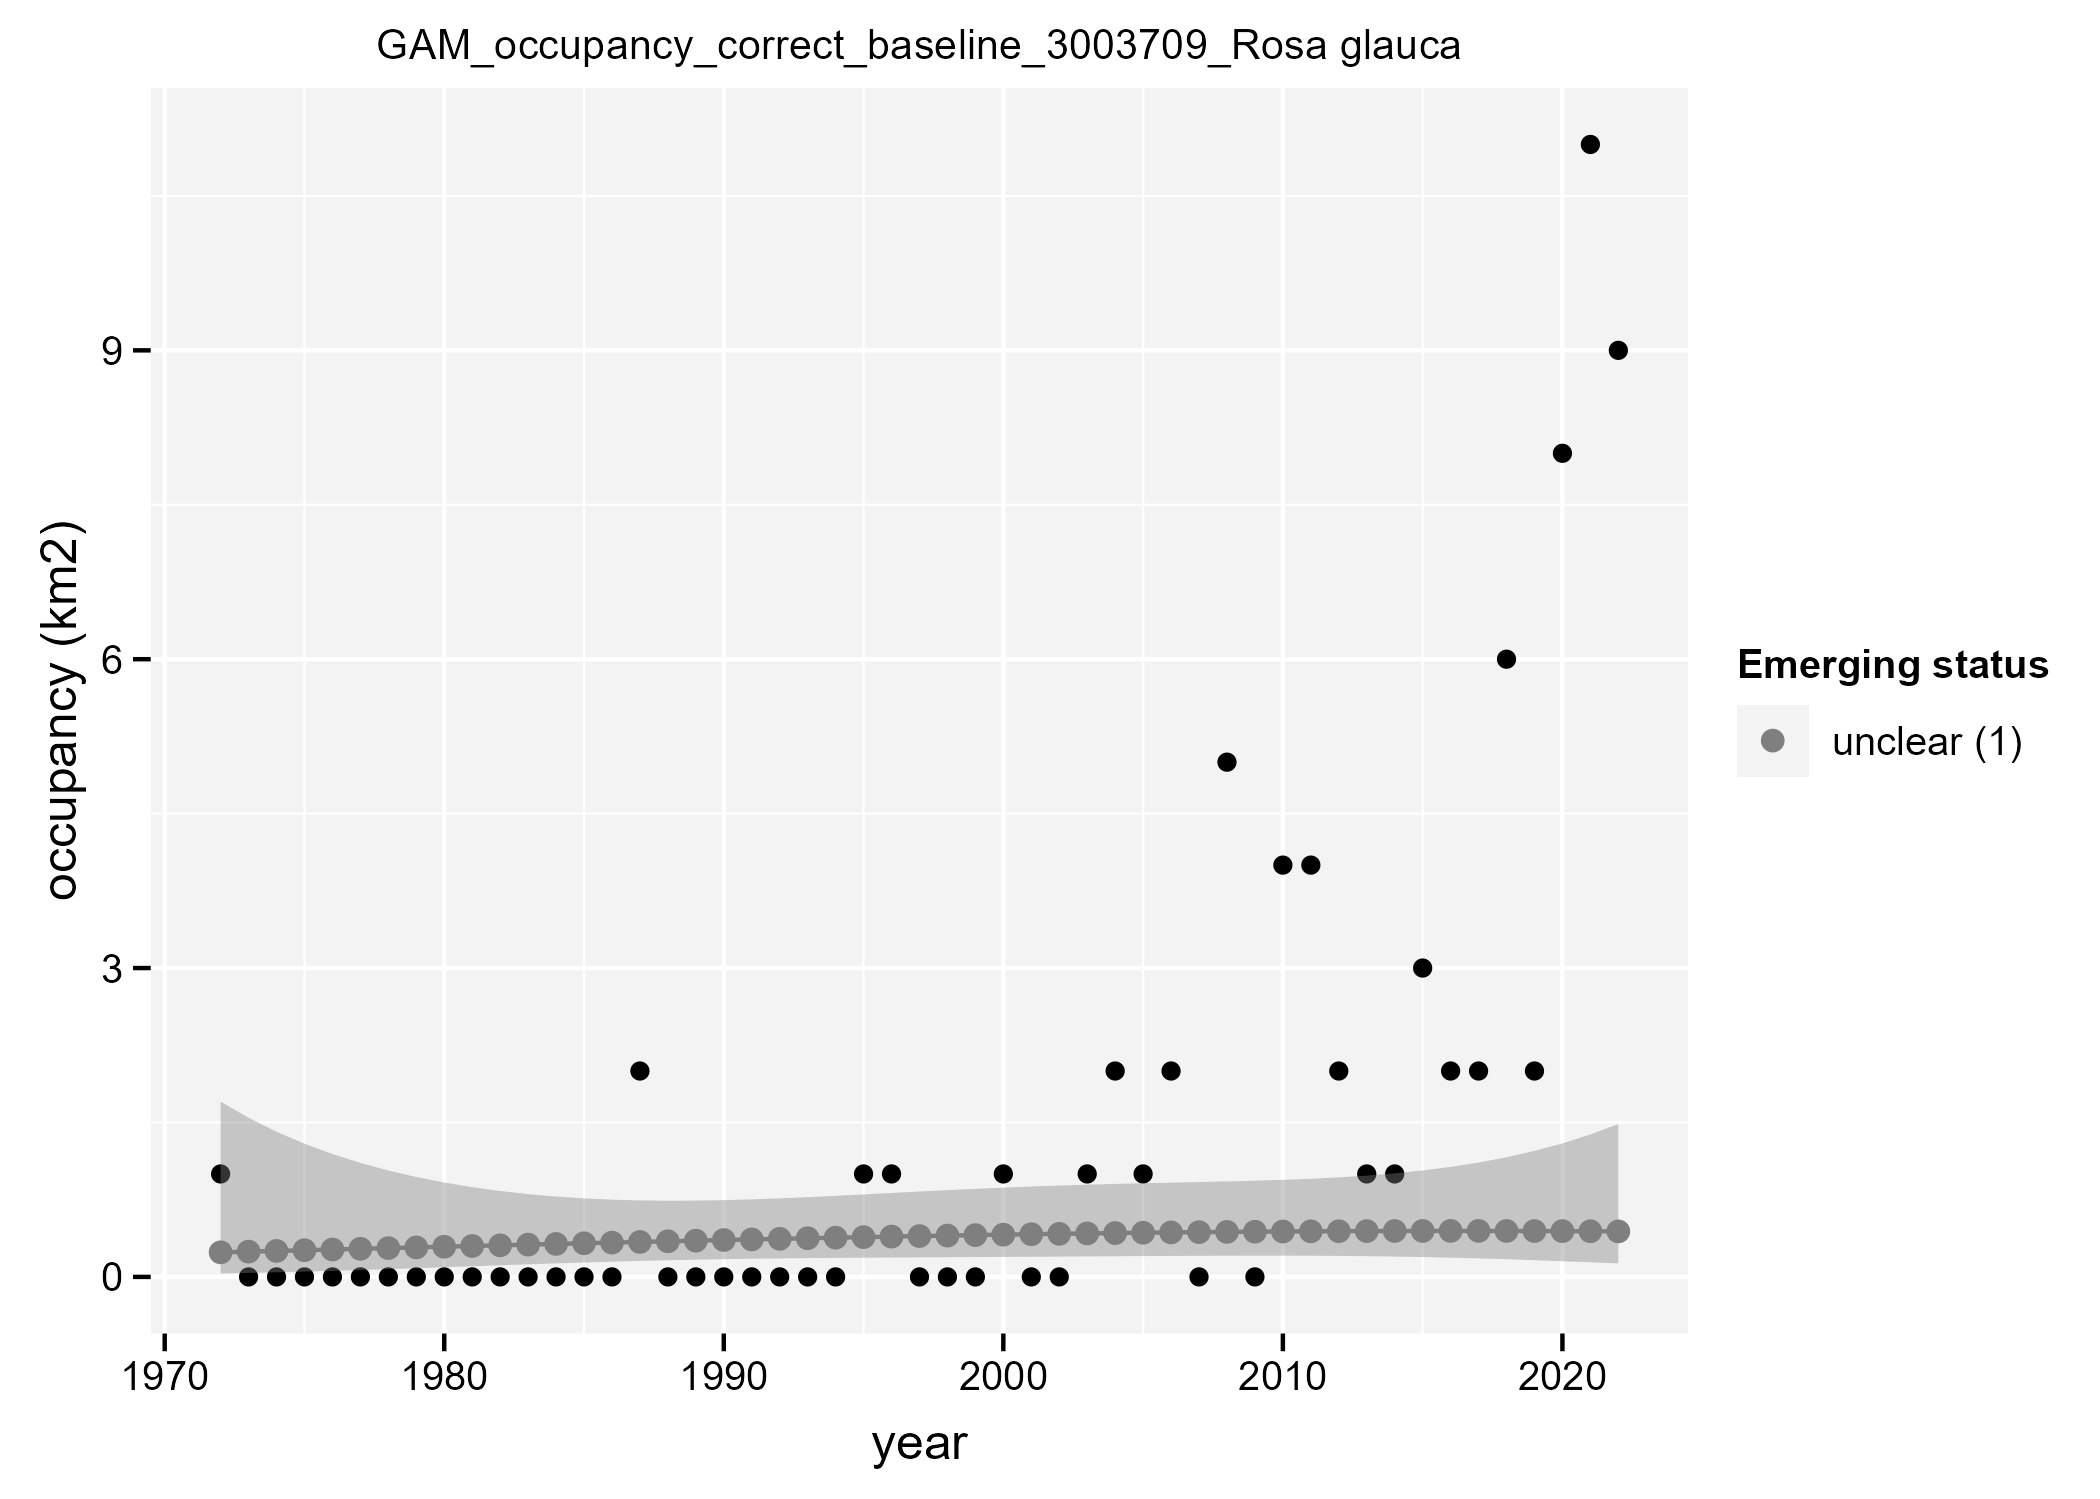 GAM_occupancy_correct_baseline_3003709_Rosa glauca
occupancy (km2)
9
6
3
0
1970 1980 1990 2000 2010 2020
year
Emerging status
unclear (1)